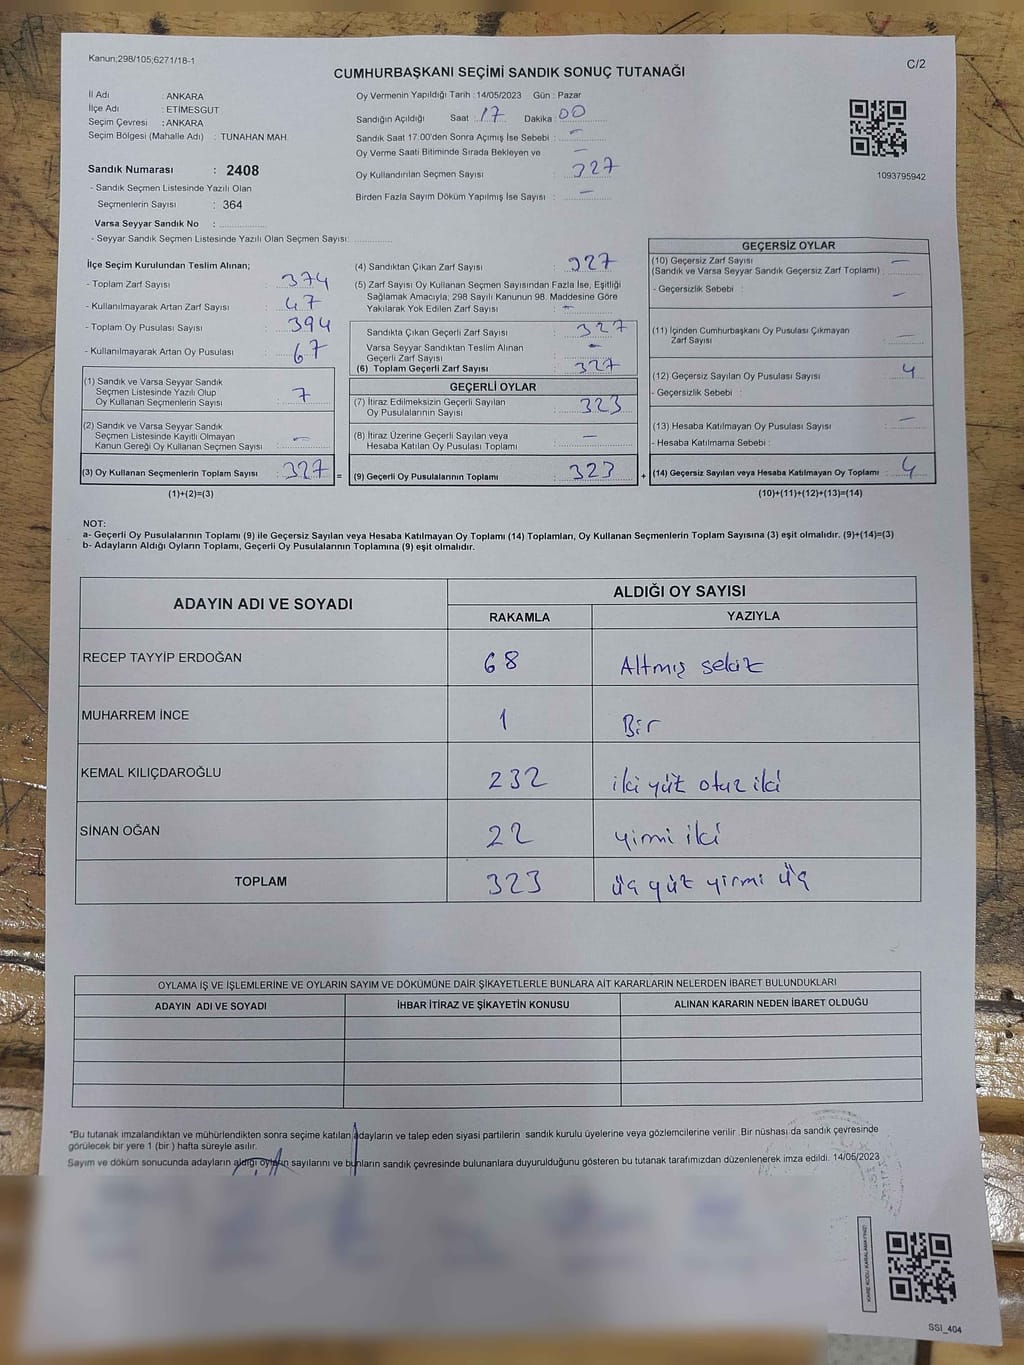 Kanun;298/105;6271/18-1
C/2
CUMHURBAŞKANI SEÇİMİ SANDIK SONUÇ TUTANAĞI
İl Adı : ANKARA
İlçe Adı : ETİMESGUT
Seçim Çevresi : ANKARA
Seçim Bölgesi (Mahalle Adı) : TUNAHAN MAH.
Sandık Numarası : 2408
- Sandık Seçmen Listesinde Yazılı Olan
Seçmenlerin Sayısı : 364
Varsa Seyyar Sandık No :
- Seyyar Sandık Seçmen Listesinde Yazılı Olan Seçmen Sayısı:
Oy Vermenin Yapıldığı Tarih : 14/05/2023 Gün : Pazar
Sandığın Açıldığı Saat : 17 Dakika : 00
Sandık Saat 17:00'den Sonra Açımış İse Sebebi : -
Oy Verme Saati Bitiminde Sırada Bekleyen ve -
Oy Kullandırılan Seçmen Sayısı : 327
Birden Fazla Sayım Döküm Yapılmış İse Sayısı : -
1093795942
İlçe Seçim Kurulundan Teslim Alınan;
- Toplam Zarf Sayısı : 374
- Kullanılmayarak Artan Zarf Sayısı : 47
- Toplam Oy Pusulası Sayısı : 394
- Kullanılmayarak Artan Oy Pusulası : 67
(1) Sandık ve Varsa Seyyar Sandık
Seçmen Listesinde Yazılı Olup
Oy Kullanan Seçmenlerin Sayısı : 7
(2) Sandık ve Varsa Seyyar Sandık
Seçmen Listesinde Kayıtlı Olmayan
Kanun Gereği Oy Kullanan Seçmen Sayısı : -
(3) Oy Kullanan Seçmenlerin Toplam Sayısı : 327 =
(1)+(2)=(3)
(4) Sandıktan Çıkan Zarf Sayısı : 327
(5) Zarf Sayısı Oy Kullanan Seçmen Sayısından Fazla İse, Eşitliği
Sağlamak Amacıyla; 298 Sayılı Kanunun 98. Maddesine Göre
Yakılarak Yok Edilen Zarf Sayısı : -
Sandıkta Çıkan Geçerli Zarf Sayısı : 327
Varsa Seyyar Sandıktan Teslim Alınan -
Geçerli Zarf Sayısı
(6) Toplam Geçerli Zarf Sayısı : 327
GEÇERLİ OYLAR
(7) İtiraz Edilmeksizin Geçerli Sayılan
Oy Pusulalarının Sayısı : 323
(8) İtiraz Üzerine Geçerli Sayılan veya
Hesaba Katılan Oy Pusulası Toplamı : -
(9) Geçerli Oy Pusulalarının Toplamı : 323 +
GEÇERSİZ OYLAR
(10) Geçersiz Zarf Sayısı -
(Sandık ve Varsa Seyyar Sandık Geçersiz Zarf Toplamı) :
- Geçersizlik Sebebi : -
(11) İçinden Cumhurbaşkanı Oy Pusulası Çıkmayan
Zarf Sayısı : -
(12) Geçersiz Sayılan Oy Pusulası Sayısı : 4
- Geçersizlik Sebebi :
(13) Hesaba Katılmayan Oy Pusulası Sayısı : -
- Hesaba Katılmama Sebebi :
(14) Geçersiz Sayılan veya Hesaba Katılmayan Oy Toplamı : 4
(10)+(11)+(12)+(13)=(14)
NOT:
a- Geçerli Oy Pusulalarının Toplamı (9) ile Geçersiz Sayılan veya Hesaba Katılmayan Oy Toplamı (14) Toplamları, Oy Kullanan Seçmenlerin Toplam Sayısına (3) eşit olmalıdır. (9)+(14)=(3)
b- Adayların Aldığı Oyların Toplamı, Geçerli Oy Pusulalarının Toplamına (9) eşit olmalıdır.
ADAYIN ADI VE SOYADI
ALDIĞI OY SAYISI
RAKAMLA YAZIYLA
RECEP TAYYİP ERDOĞAN 68 Altmış sekiz
MUHARREM İNCE 1 Bir
KEMAL KILIÇDAROĞLU 232 iki yüz otuz iki
SİNAN OĞAN 22 yirmi iki
TOPLAM 323 üç yüz yirmi üç
OYLAMA İŞ VE İŞLEMLERİNE VE OYLARIN SAYIM VE DÖKÜMÜNE DAİR ŞİKAYETLERLE BUNLARA AİT KARARLARIN NELERDEN İBARET BULUNDUKLARI
ADAYIN ADI VE SOYADI İHBAR İTİRAZ VE ŞİKAYETİN KONUSU ALINAN KARARIN NEDEN İBARET OLDUĞU
*Bu tutanak imzalandıktan ve mühürlendikten sonra seçime katılan adayların ve talep eden siyasi partilerin sandık kurulu üyelerine veya gözlemcilerine verilir. Bir nüshası da sandık çevresinde
görülecek bir yere 1 (bir ) hafta süreyle asılır.
Sayım ve döküm sonucunda adayların aldığı oyların sayılarını ve bunların sandık çevresinde bulunanlara duyurulduğunu gösteren bu tutanak tarafımızdan düzenlenerek imza edildi. 14/05/2023
KARE KODU KARALAMAYINIZ!
SSI_404